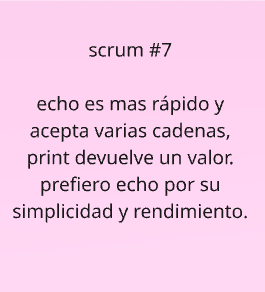 scrum #7
echo es mas rápido y
acepta varias cadenas,
print devuelve un valor.
prefiero echo por su
simplicidad y rendimiento.